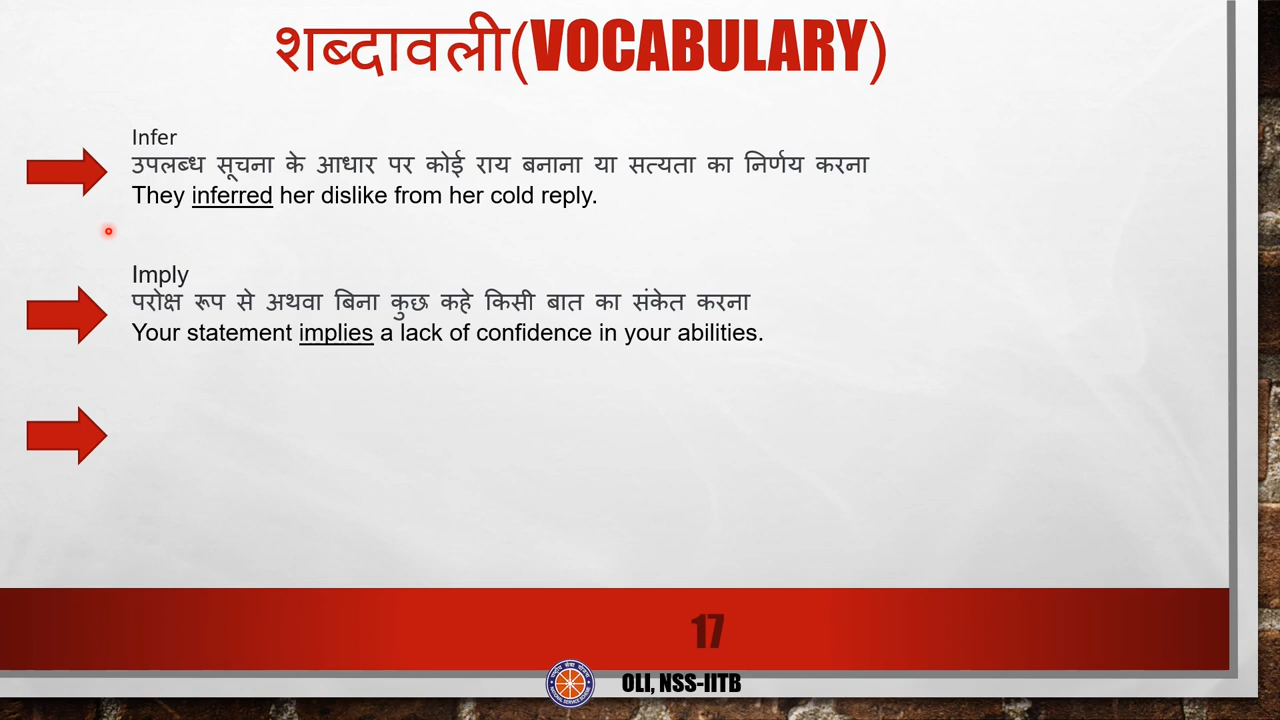 शब्दावली(VOCABULARY)
Infer
उपलब्ध सूचना के आधार पर कोई राय बनाना या सत्यता का निर्णय करना
They inferred her dislike from her cold reply.
Imply
परोक्ष रूप से अथवा बिना कुछ कहे किसी बात का संकेत करना
Your statement implies a lack of confidence in your abilities.
17
OLI, NSS-IITB